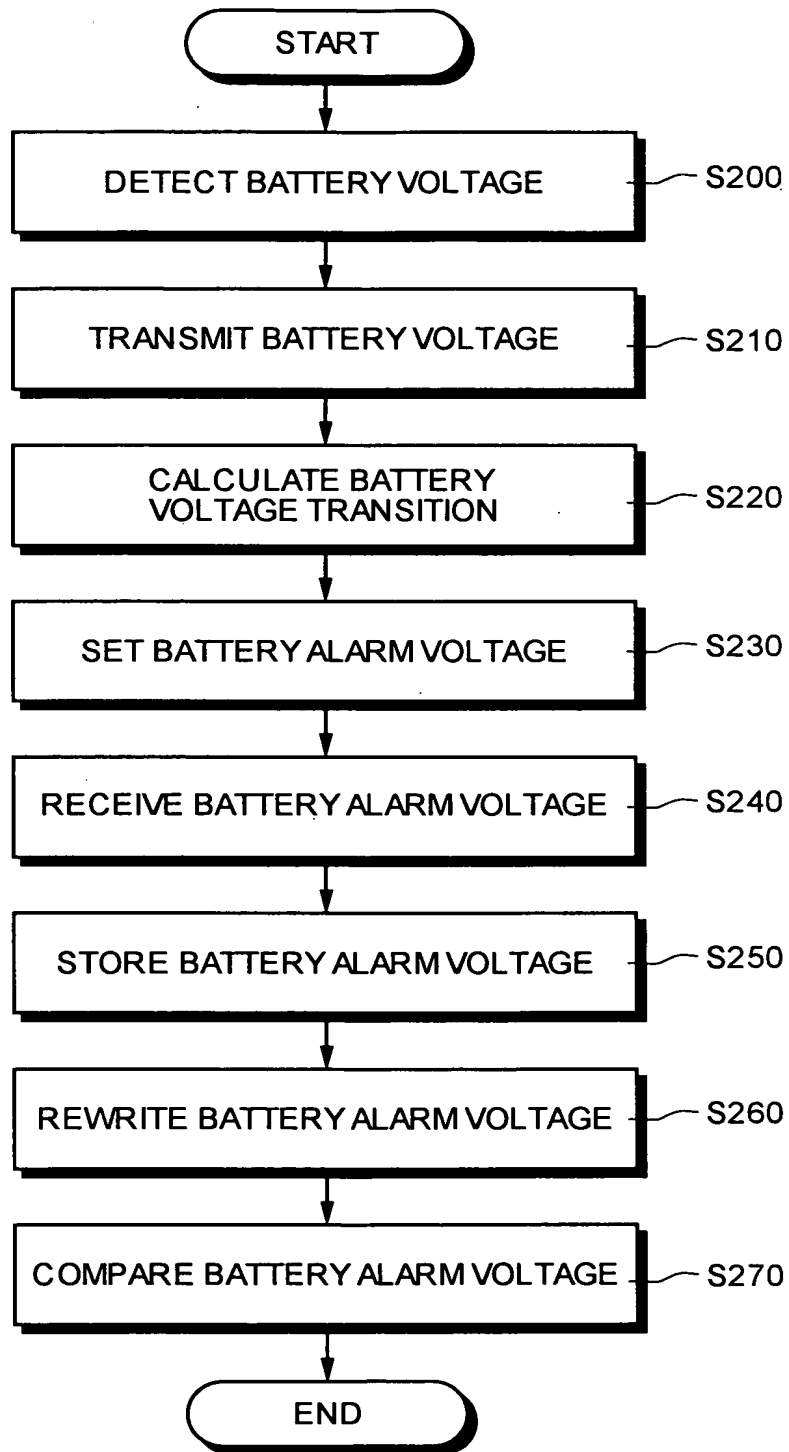 START
DETECT BATTERY VOLTAGE
S200
TRANSMIT BATTERY VOLTAGE
S210
CALCULATE BATTERY
VOLTAGE TRANSITION
S220
SET BATTERY ALARM VOLTAGE
S230
RECEIVE BATTERY ALARM VOLTAGE
S240
STORE BATTERY ALARM VOLTAGE
S250
REWRITE BATTERY ALARM VOLTAGE
S260
COMPARE BATTERY ALARM VOLTAGE
S270
END